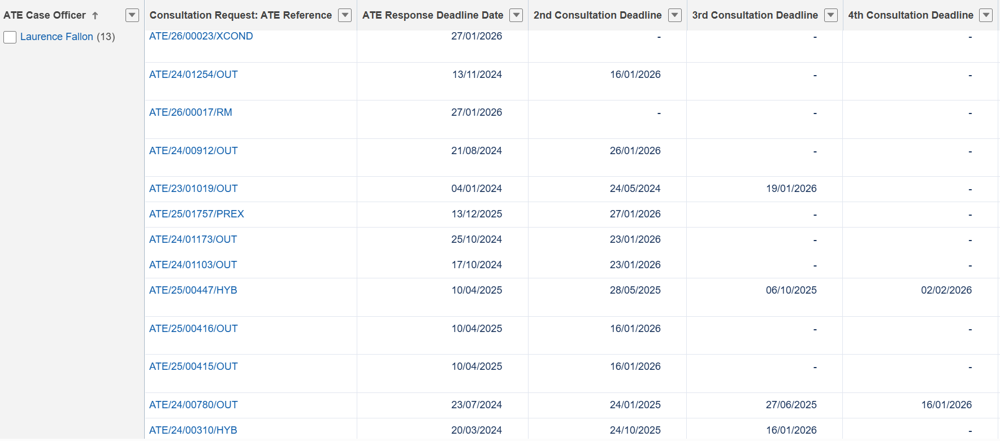 ATE Case Officer ↑ Consultation Request: ATE Reference ATE Response Deadline Date 2nd Consultation Deadline 3rd Consultation Deadline 4th Consultation Deadline
Laurence Fallon (13) ATE/26/00023/XCOND 27/01/2026 - - -
ATE/24/01254/OUT 13/11/2024 16/01/2026 - -
ATE/26/00017/RM 27/01/2026 - - -
ATE/24/00912/OUT 21/08/2024 26/01/2026 - -
ATE/23/01019/OUT 04/01/2024 24/05/2024 19/01/2026 -
ATE/25/01757/PREX 13/12/2025 27/01/2026 - -
ATE/24/01173/OUT 25/10/2024 23/01/2026 - -
ATE/24/01103/OUT 17/10/2024 23/01/2026 - -
ATE/25/00447/HYB 10/04/2025 28/05/2025 06/10/2025 02/02/2026
ATE/25/00416/OUT 10/04/2025 16/01/2026 - -
ATE/25/00415/OUT 10/04/2025 16/01/2026 - -
ATE/24/00780/OUT 23/07/2024 24/01/2025 27/06/2025 16/01/2026
ATE/24/00310/HYB 20/03/2024 24/10/2025 16/01/2026 -